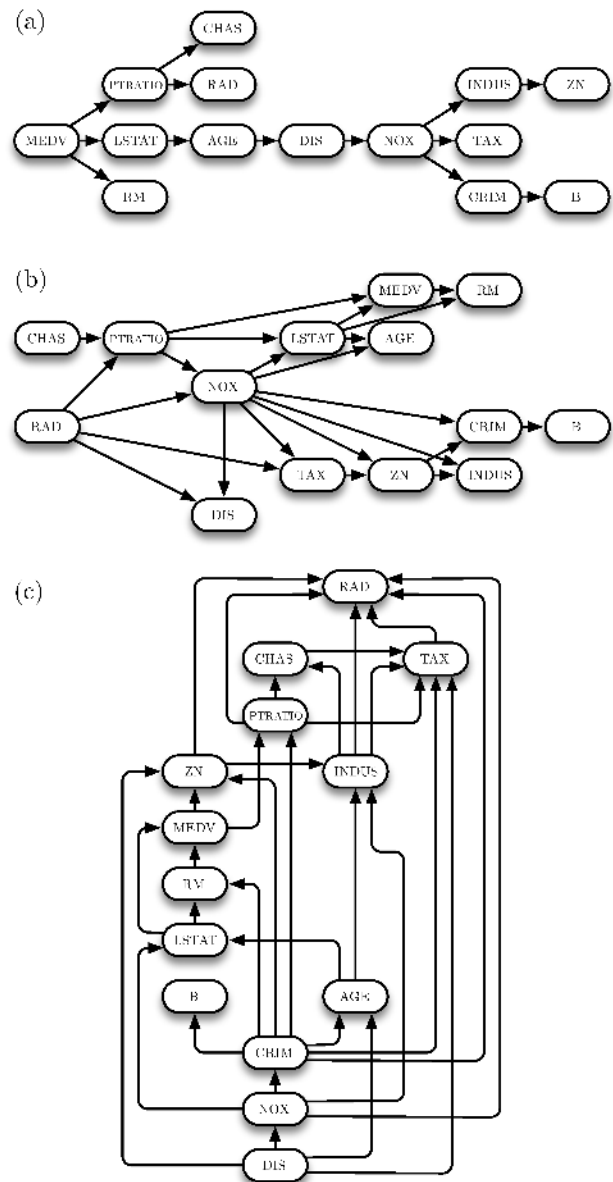 (a)
CHAS
PTRATIO RAD INDUS ZN
MEDV LSTAT AGE DIS NOX TAX
RM CRIM B
(b)
MEDV RM
CHAS PTRATIO LSTAT AGE
NOX
RAD CRIM B
TAX ZN INDUS
DIS
(c)
RAD
CHAS TAX
PTRATIO
ZN INDUS
MEDV
RM
LSTAT
B AGE
CRIM
NOX
DIS